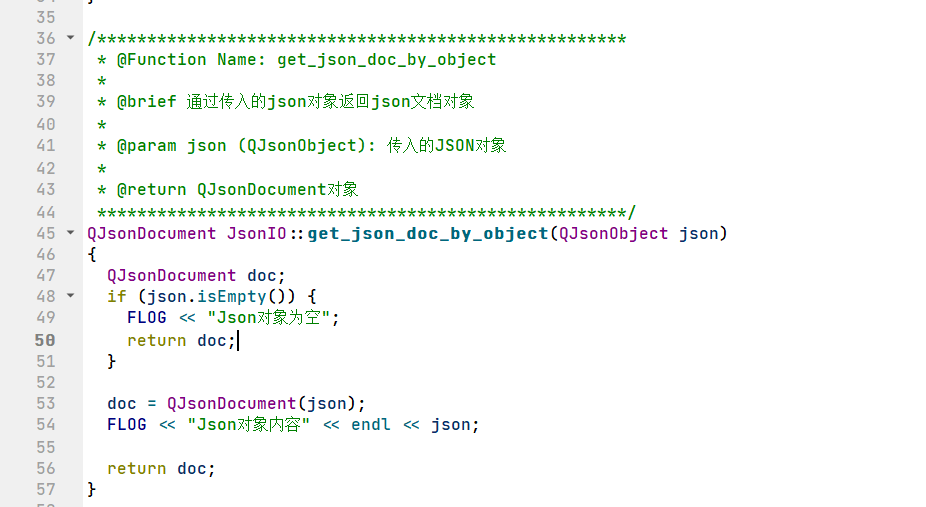 35
36 /*****************************************************
37 * @Function Name: get_json_doc_by_object
38 *
39 * @brief 通过传入的json对象返回json文档对象
40 *
41 * @param json (QJsonObject): 传入的JSON对象
42 *
43 * @return QJsonDocument对象
44 *****************************************************/
45 QJsonDocument JsonIO::get_json_doc_by_object(QJsonObject json)
46 {
47 QJsonDocument doc;
48 if (json.isEmpty()) {
49 FLOG << "Json对象为空";
50 return doc;
51 }
52
53 doc = QJsonDocument(json);
54 FLOG << "Json对象内容" << endl << json;
55
56 return doc;
57 }